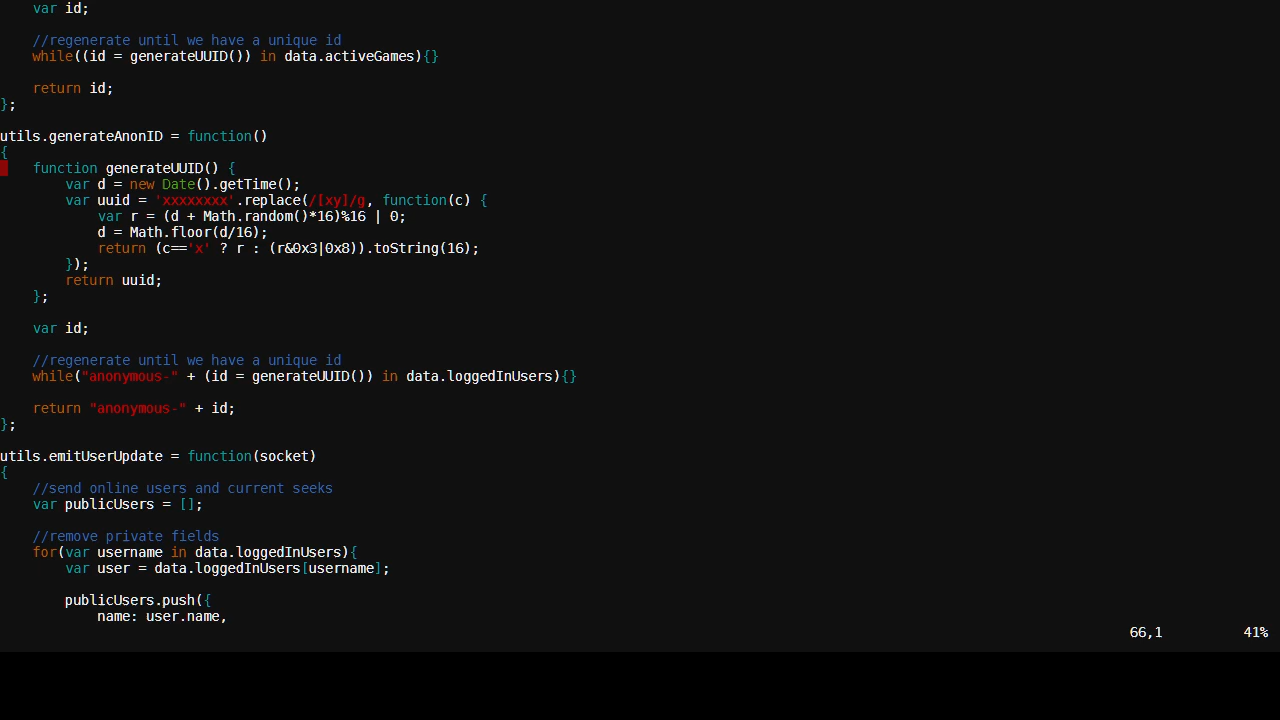 var id;

    //regenerate until we have a unique id
    while((id = generateUUID()) in data.activeGames){}

    return id;
};

utils.generateAnonID = function()
{
    function generateUUID() {
        var d = new Date().getTime();
        var uuid = 'xxxxxxxx'.replace(/[xy]/g, function(c) {
            var r = (d + Math.random()*16)%16 | 0;
            d = Math.floor(d/16);
            return (c=='x' ? r : (r&0x3|0x8)).toString(16);
        });
        return uuid;
    };

    var id;

    //regenerate until we have a unique id
    while("anonymous-" + (id = generateUUID()) in data.loggedInUsers){}

    return "anonymous-" + id;
};

utils.emitUserUpdate = function(socket)
{
    //send online users and current seeks
    var publicUsers = [];

    //remove private fields
    for(var username in data.loggedInUsers){
        var user = data.loggedInUsers[username];

        publicUsers.push({
            name: user.name,
66,1 41%